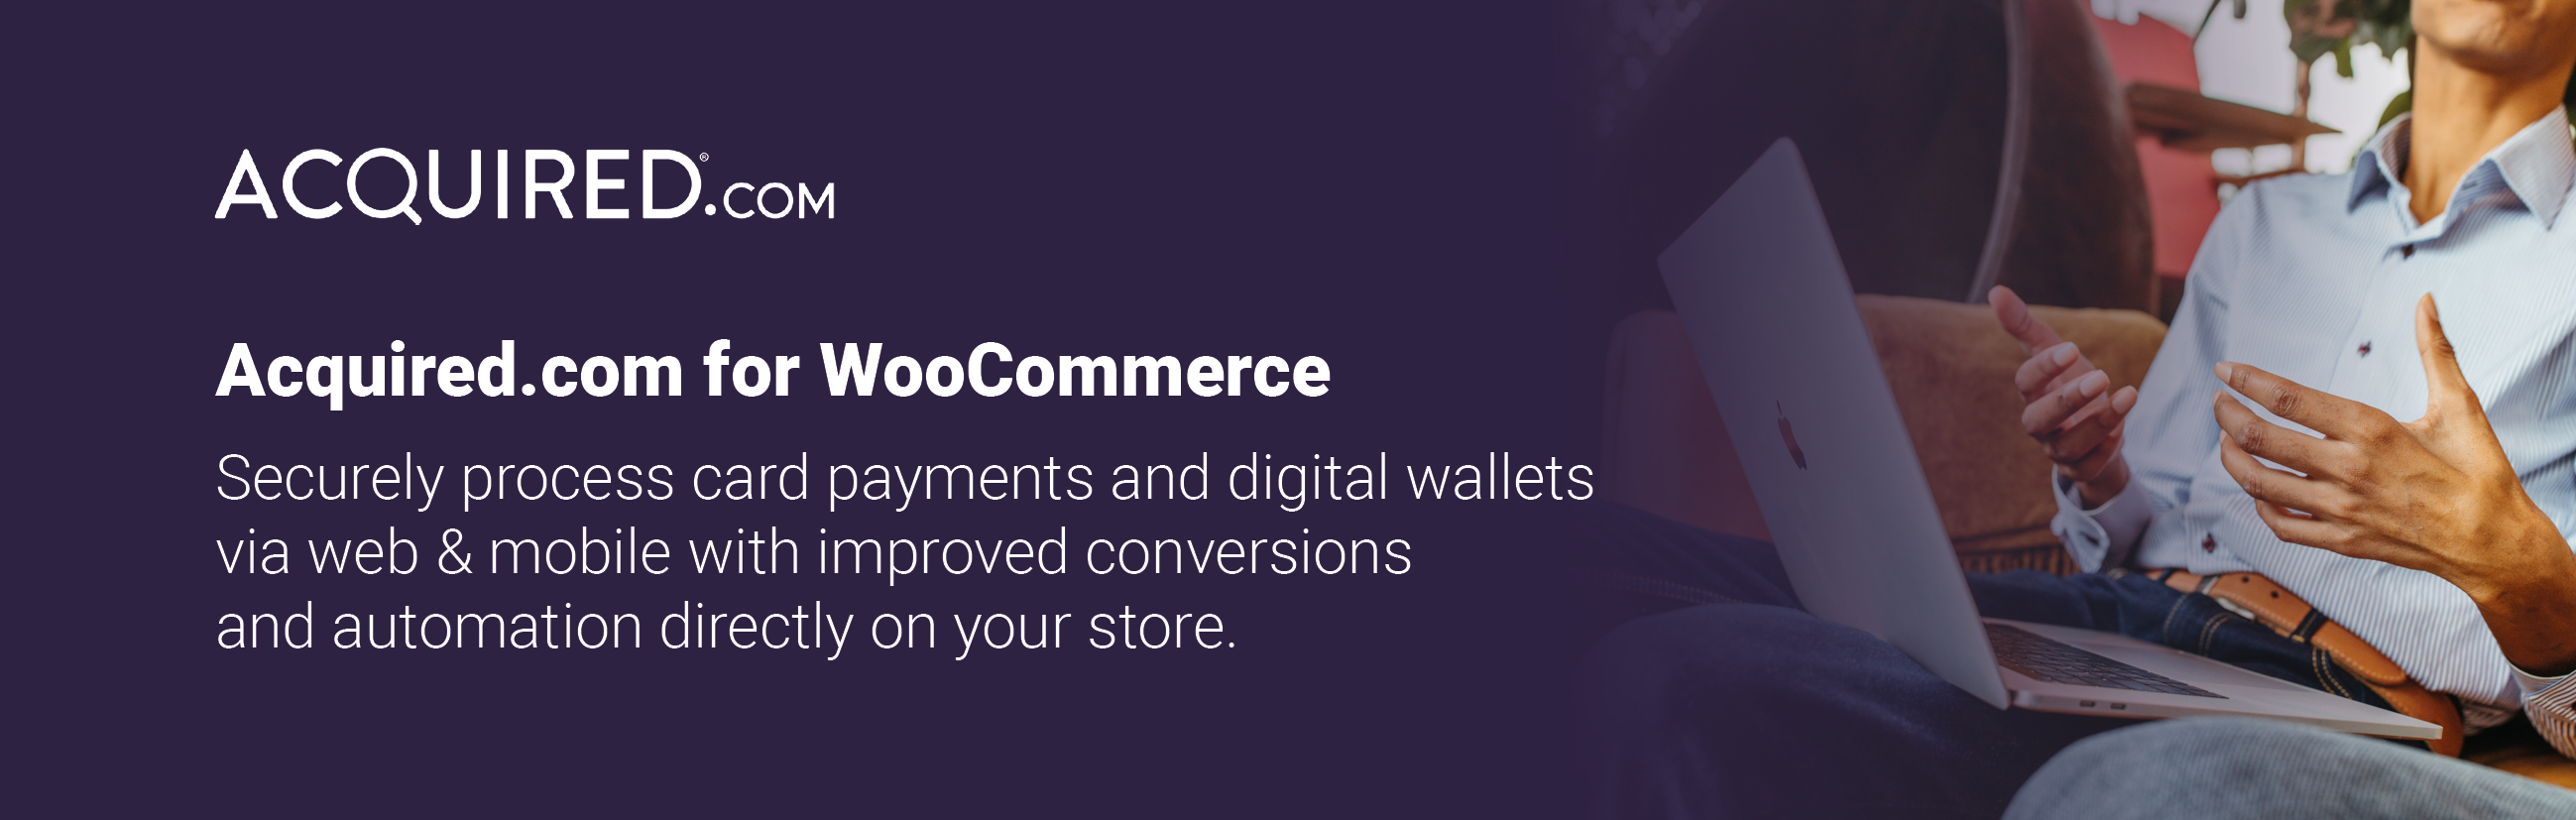 ACQUIRED®.COM
Acquired.com for WooCommerce
Securely process card payments and digital wallets
via web & mobile with improved conversions
and automation directly on your store.